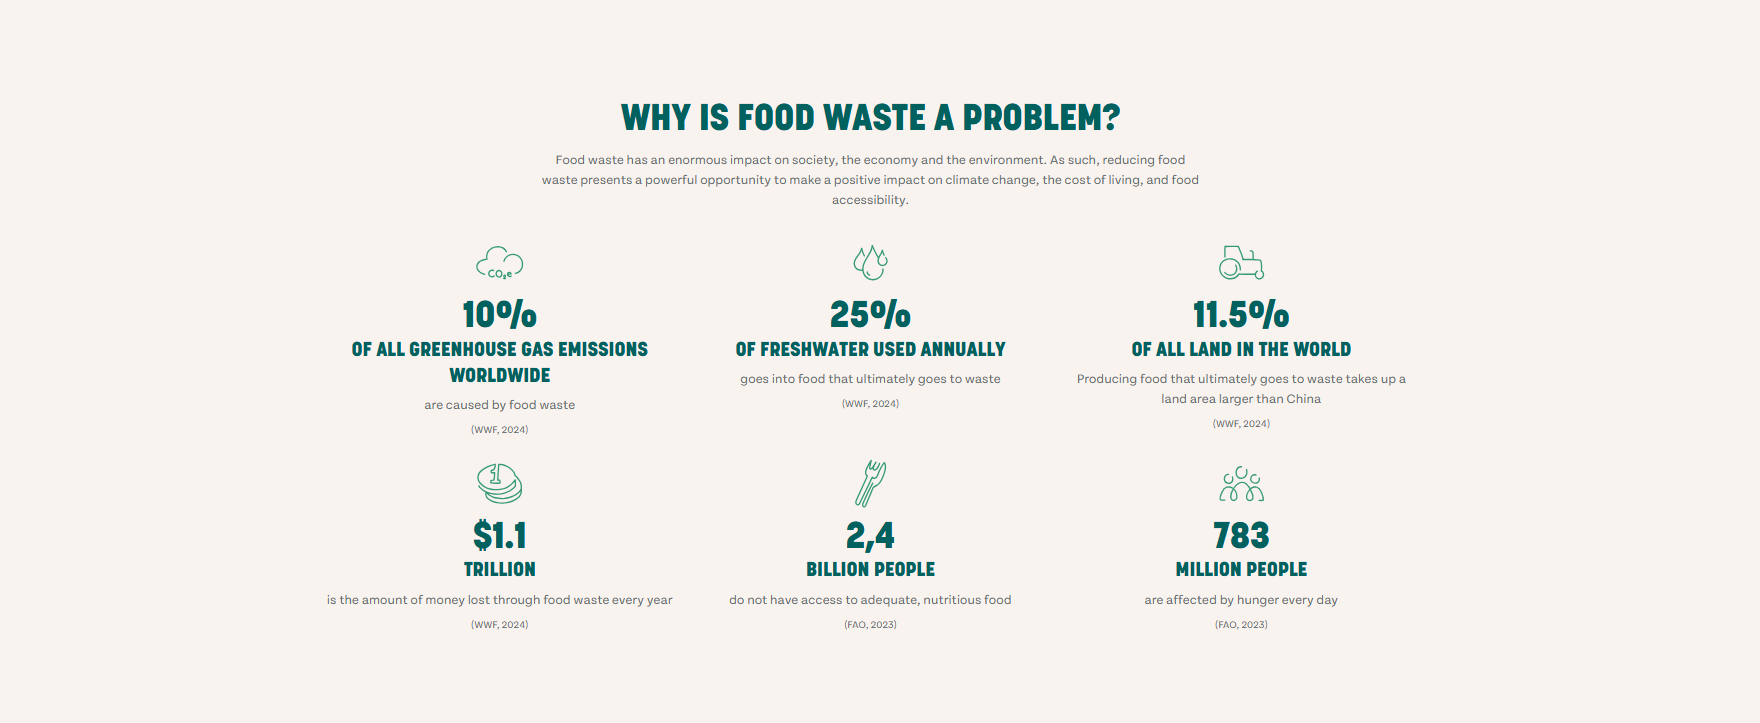 WHY IS FOOD WASTE A PROBLEM?
Food waste has an enormous impact on society, the economy and the environment. As such, reducing food
waste presents a powerful opportunity to make a positive impact on climate change, the cost of living, and food
accessibility.
CO₂e
10%
OF ALL GREENHOUSE GAS EMISSIONS
WORLDWIDE
are caused by food waste
(WWF, 2024)
25%
OF FRESHWATER USED ANNUALLY
goes into food that ultimately goes to waste
(WWF, 2024)
11.5%
OF ALL LAND IN THE WORLD
Producing food that ultimately goes to waste takes up a
land area larger than China
(WWF, 2024)
1
$1.1
TRILLION
is the amount of money lost through food waste every year
(WWF, 2024)
2,4
BILLION PEOPLE
do not have access to adequate, nutritious food
(FAO, 2023)
783
MILLION PEOPLE
are affected by hunger every day
(FAO, 2023)